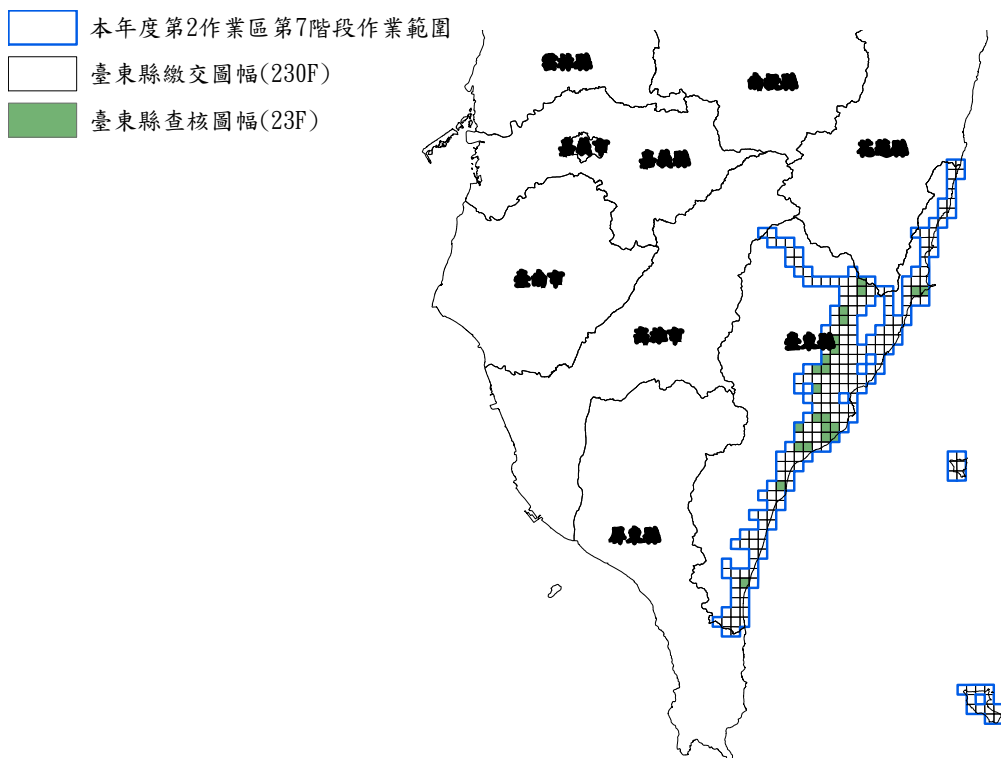 本年度第2作業區第7階段作業範圍
臺東縣繳交圖幅(230F)
臺東縣查核圖幅(23F)
雲林縣
南投縣
嘉義市
嘉義縣
花蓮縣
臺南市
高雄市
臺東縣
屏東縣